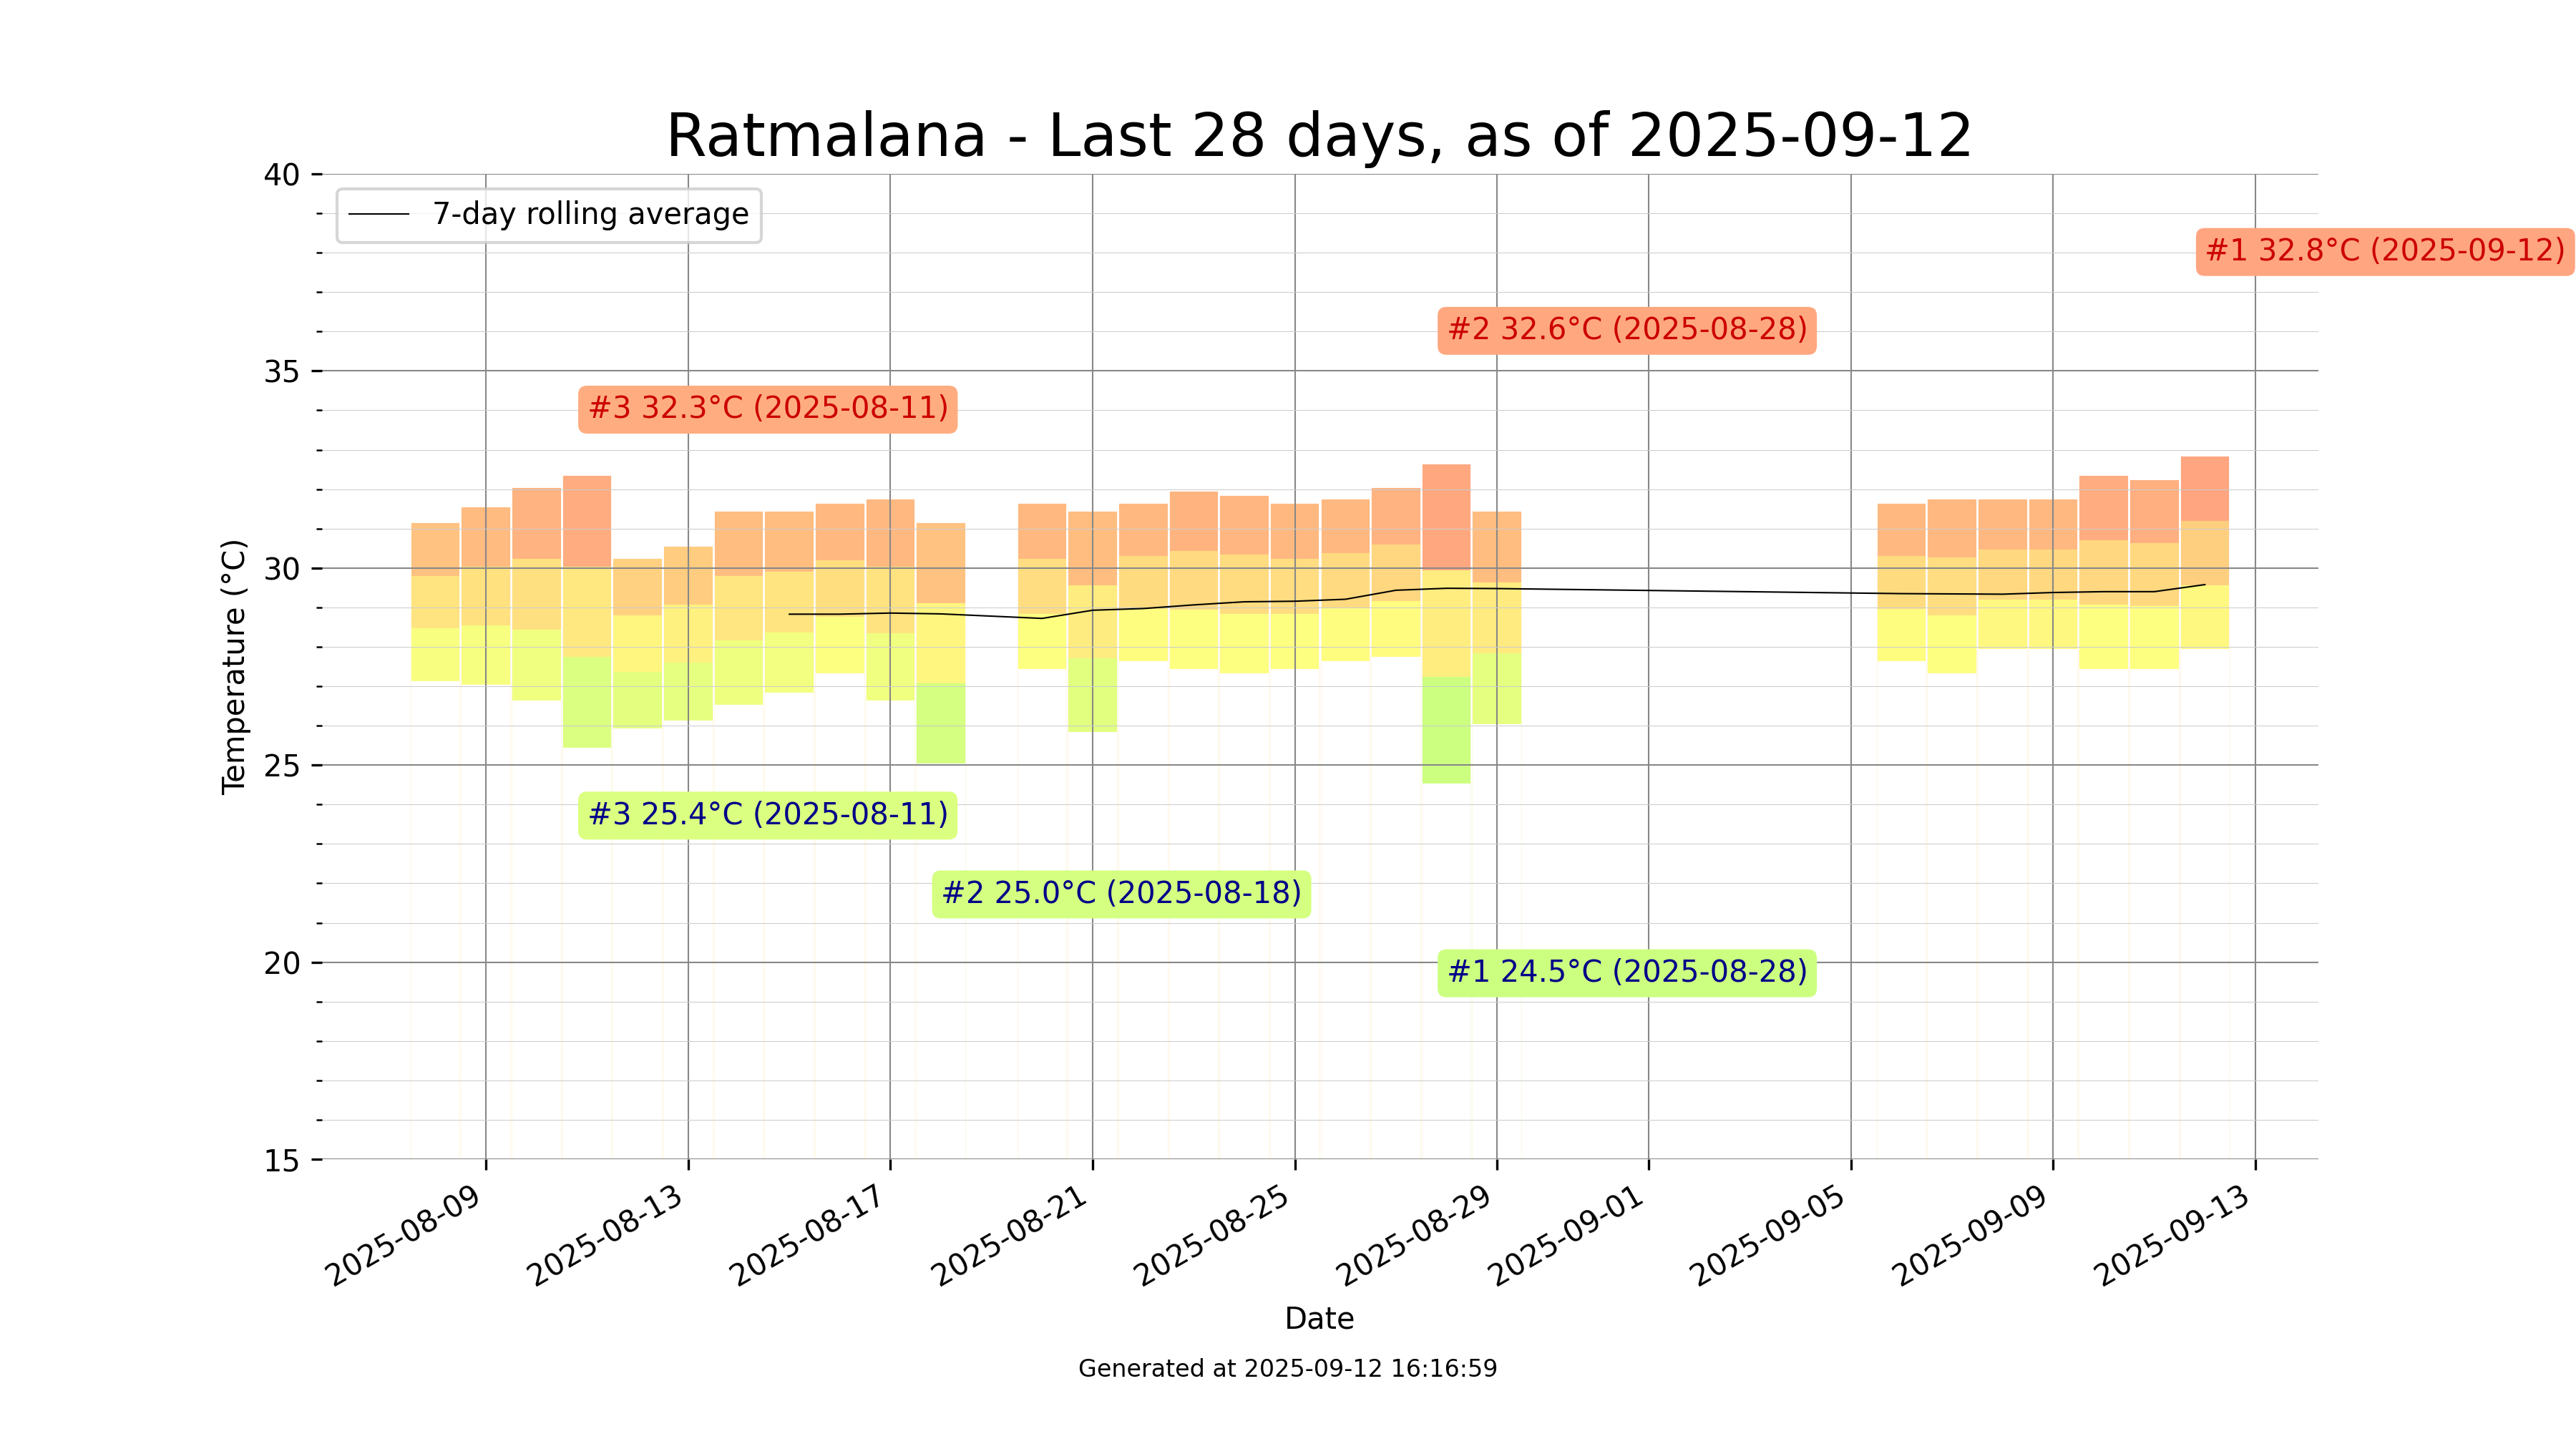 Ratmalana - Last 28 days, as of 2025-09-12
7-day rolling average
#1 32.8°C (2025-09-12)
#2 32.6°C (2025-08-28)
#3 32.3°C (2025-08-11)
#3 25.4°C (2025-08-11)
#2 25.0°C (2025-08-18)
#1 24.5°C (2025-08-28)
Temperature (°C)
40
35
30
25
20
15
2025-08-09
2025-08-13
2025-08-17
2025-08-21
2025-08-25
2025-08-29
2025-09-01
2025-09-05
2025-09-09
2025-09-13
Date
Generated at 2025-09-12 16:16:59